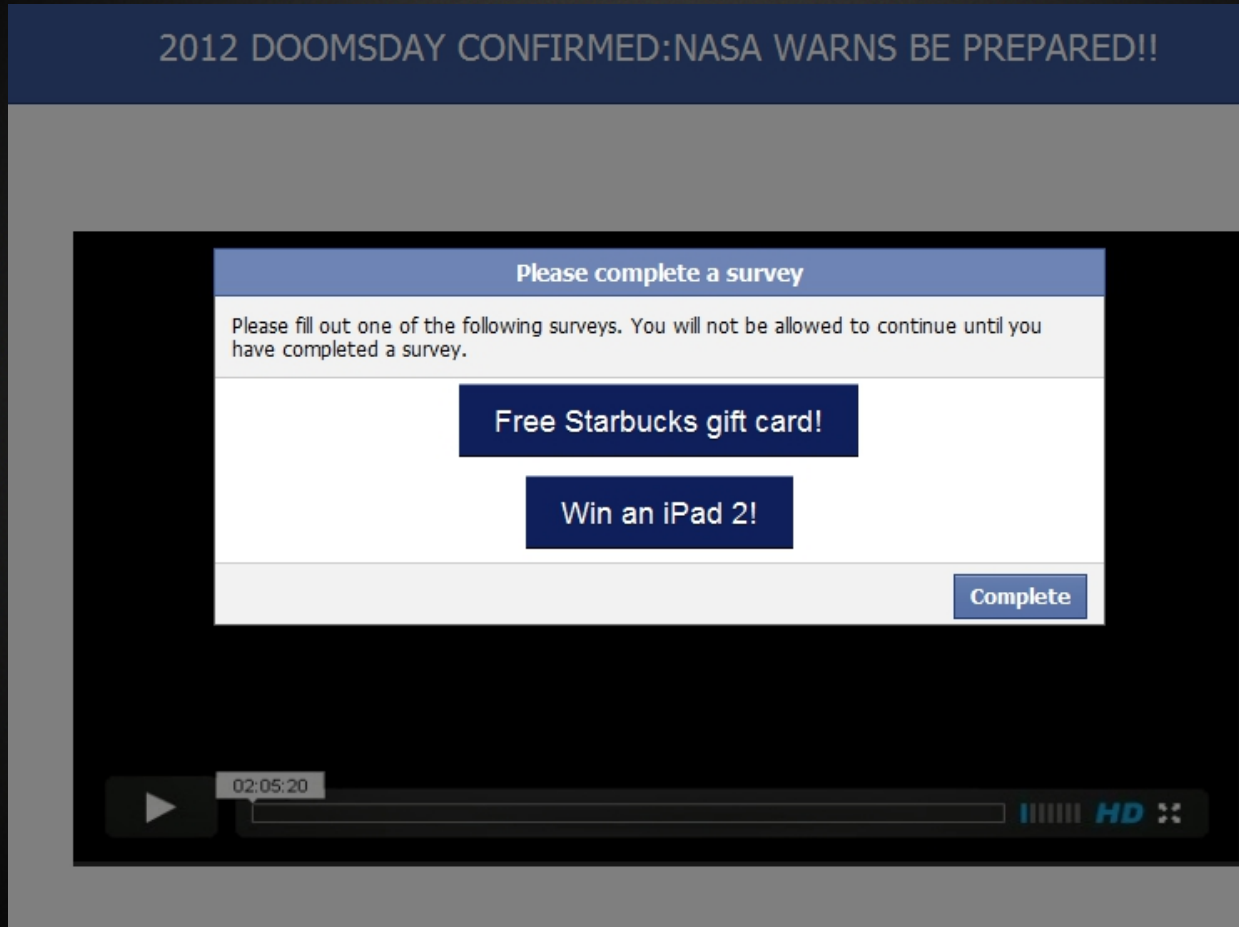 2012 DOOMSDAY CONFIRMED:NASA WARNS BE PREPARED!!
Please complete a survey
Please fill out one of the following surveys. You will not be allowed to continue until you
have completed a survey.
Free Starbucks gift card!
Win an iPad 2!
Complete
02:05:20
HD